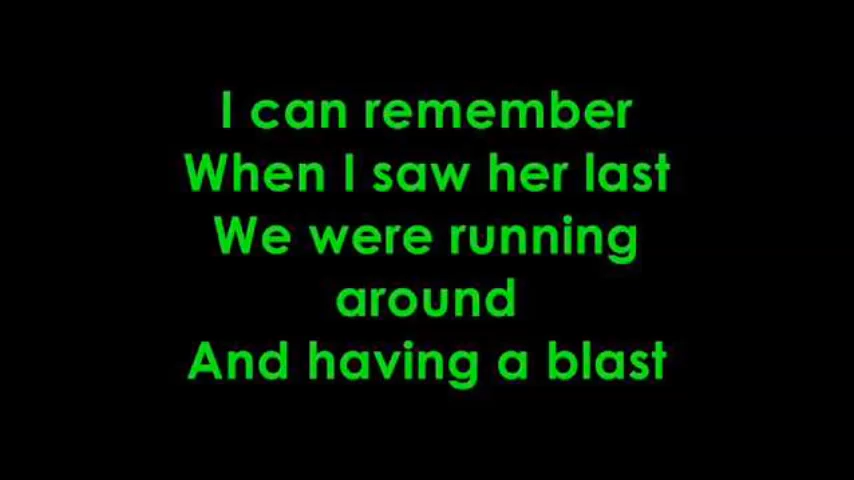 I can remember
When I saw her last
We were running
around
And having a blast